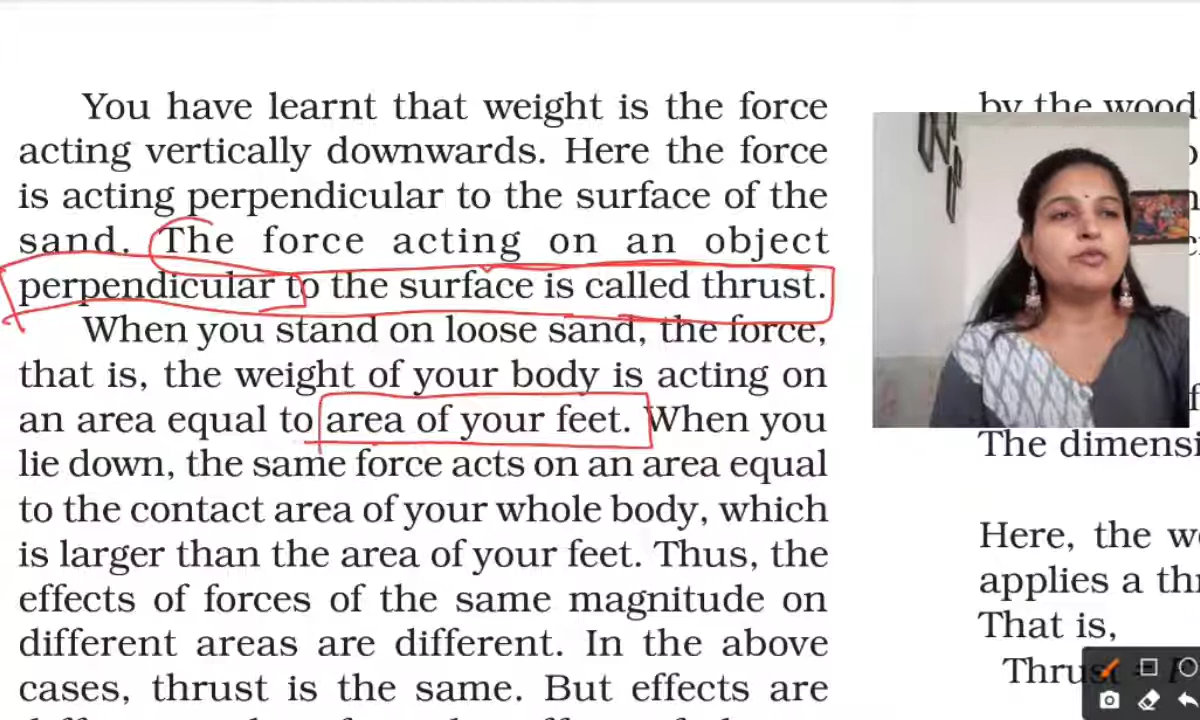 You have learnt that weight is the force
acting vertically downwards. Here the force
is acting perpendicular to the surface of the
sand. The force acting on an object
perpendicular to the surface is called thrust.
When you stand on loose sand, the force,
that is, the weight of your body is acting on
an area equal to area of your feet. When you
lie down, the same force acts on an area equal
to the contact area of your whole body, which
is larger than the area of your feet. Thus, the
effects of forces of the same magnitude on
different areas are different. In the above
cases, thrust is the same. But effects are
by the
The
Here, the
applies a
That is,
Thrust =